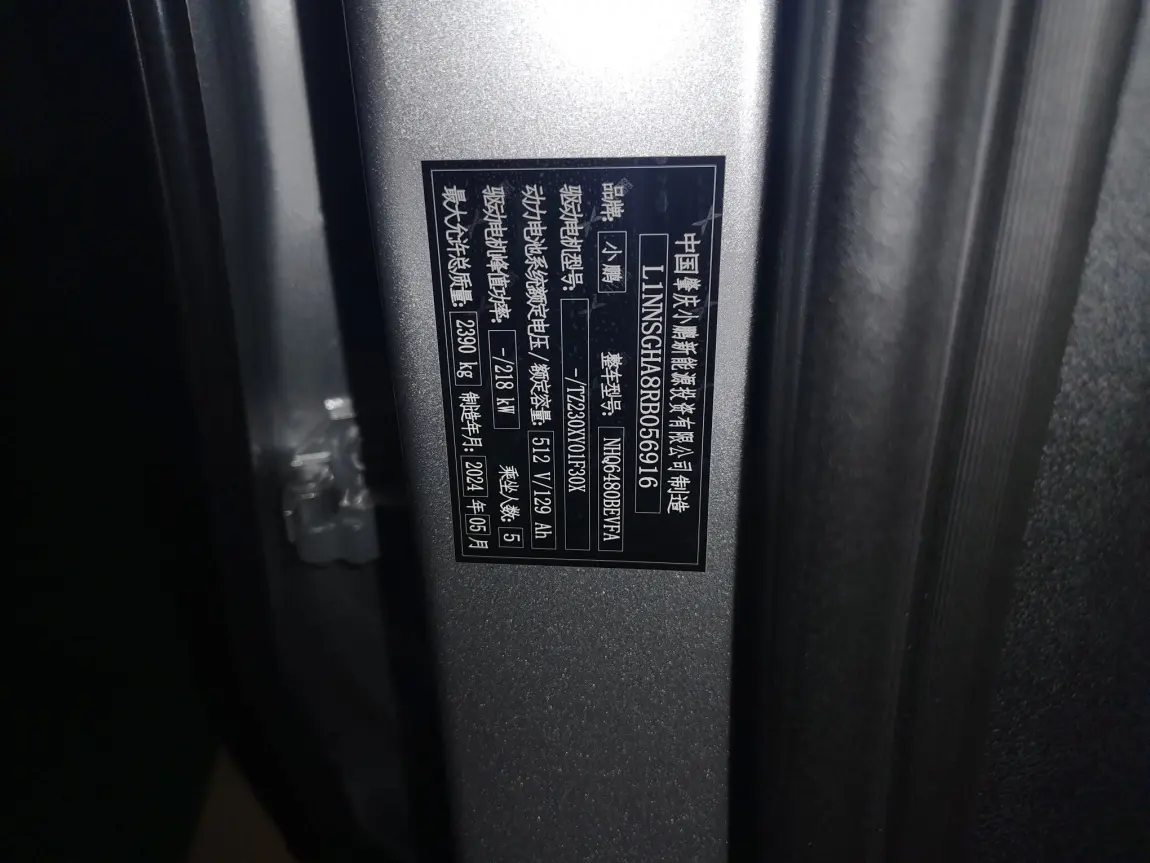 中国肇庆小鹏新能源投资有限公司制造
L1NNSGHA8RB056916
品牌: 小鹏 整车型号: NHQ6480BEVFA
驱动电机型号: -/TZ230XY01F30X
动力电池系统额定电压/额定容量: 512 V/129 Ah
驱动电机峰值功率: -/218 kW 乘坐人数: 5
最大允许总质量: 2390 kg 制造年月: 2024 年 05 月